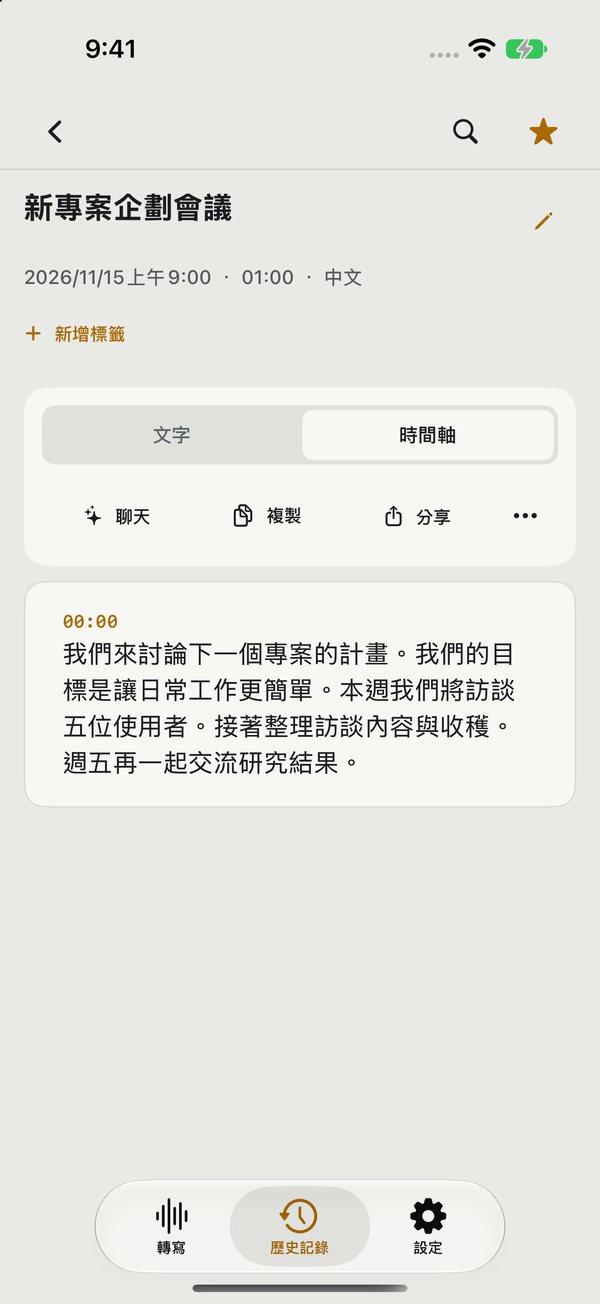 9:41
新專案企劃會議
2026/11/15上午9:00 · 01:00 · 中文
+ 新增標籤
文字
時間軸
聊天
複製
分享
00:00
我們來討論下一個專案的計畫。我們的目
標是讓日常工作更簡單。本週我們將訪談
五位使用者。接著整理訪談內容與收穫。
週五再一起交流研究結果。
轉寫
歷史記錄
設定